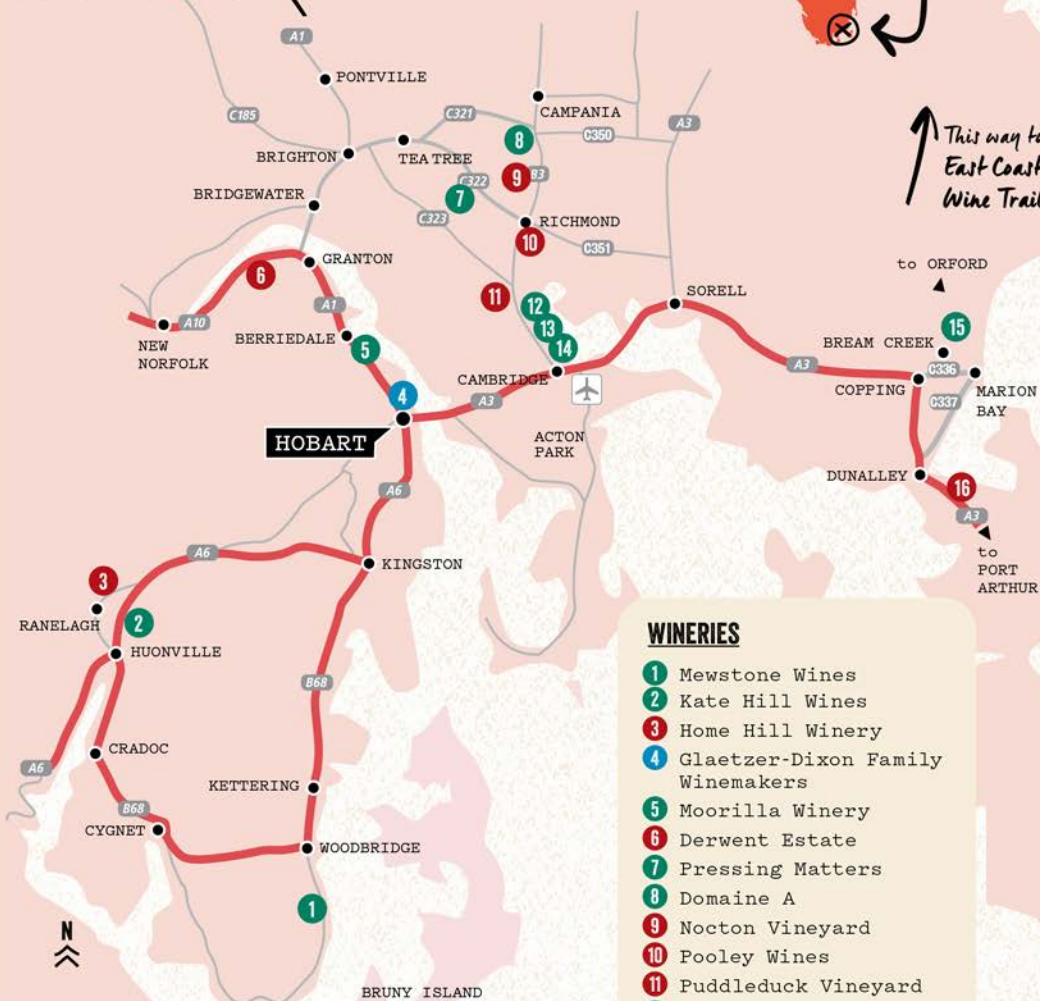 A1
PONTVILLE
C185
C321
CAMPANIA
A3
C350
8
BRIGHTON
TEA TREE
This way to
East Coast
Wine Trail
9
B3
C322
7
BRIDGEWATER
C323
RICHMOND
10
C351
GRANTON
to ORFORD
6
SORELL
11
12
A1
13
15
A10
BERRIEDALE
14
BREAM CREEK
NEW
NORFOLK
5
CAMBRIDGE
A3
C336
COPPING
MARION
BAY
4
A3
C337
HOBART
ACTON
PARK
DUNALLEY
16
A6
A3
to
PORT
ARTHUR
A6
KINGSTON
3
RANELAGH
2
HUONVILLE
B68
A6
CRADOC
KETTERING
B68
CYGNET
WOODBRIDGE
1
N
BRUNY ISLAND
WINERIES
1 Mewstone Wines
2 Kate Hill Wines
3 Home Hill Winery
4 Glaetzer-Dixon Family
Winemakers
5 Moorilla Winery
6 Derwent Estate
7 Pressing Matters
8 Domaine A
9 Nocton Vineyard
10 Pooley Wines
11 Puddleduck Vineyard